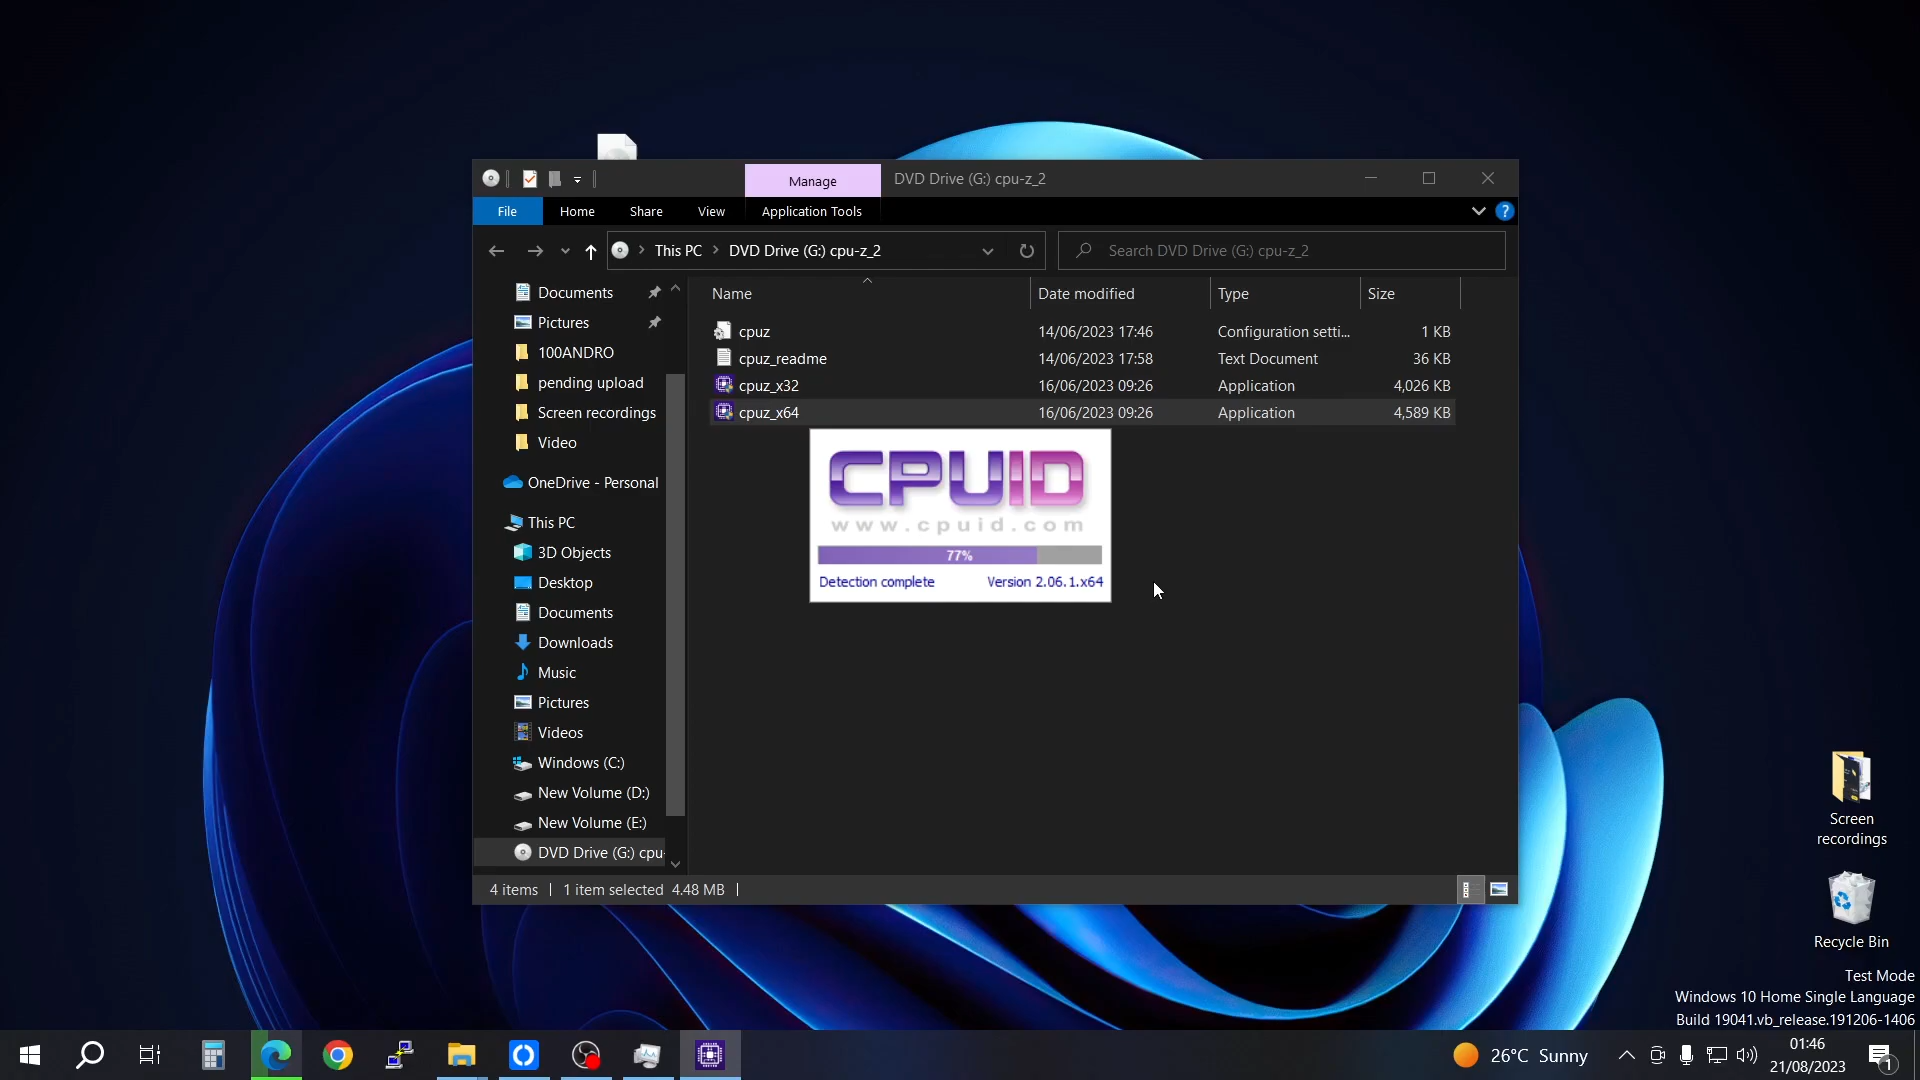 Manage
DVD Drive (G:) cpu-z_2
File
Home
Share
View
Application Tools
This PC
DVD Drive (G:) cpu-z_2
Search DVD Drive (G:) cpu-z_2
Name
Date modified
Type
Size
cpuz 14/06/2023 17:46 Configuration setti... 1 KB
cpuz_readme 14/06/2023 17:58 Text Document 36 KB
cpuz_x32 16/06/2023 09:26 Application 4,026 KB
cpuz_x64 16/06/2023 09:26 Application 4,589 KB
Documents
Pictures
100ANDRO
pending upload
Screen recordings
Video
OneDrive - Personal
This PC
3D Objects
Desktop
Documents
Downloads
Music
Pictures
Videos
Windows (C:)
New Volume (D:)
New Volume (E:)
DVD Drive (G:) cpu-
CPUID
www.cpuid.com
77%
Detection complete Version 2.06.1.x64
4 items
1 item selected 4.48 MB
Screen
recordings
Recycle Bin
Test Mode
Windows 10 Home Single Language
Build 19041.vb_release.191206-1406
26°C Sunny
01:46
21/08/2023
1